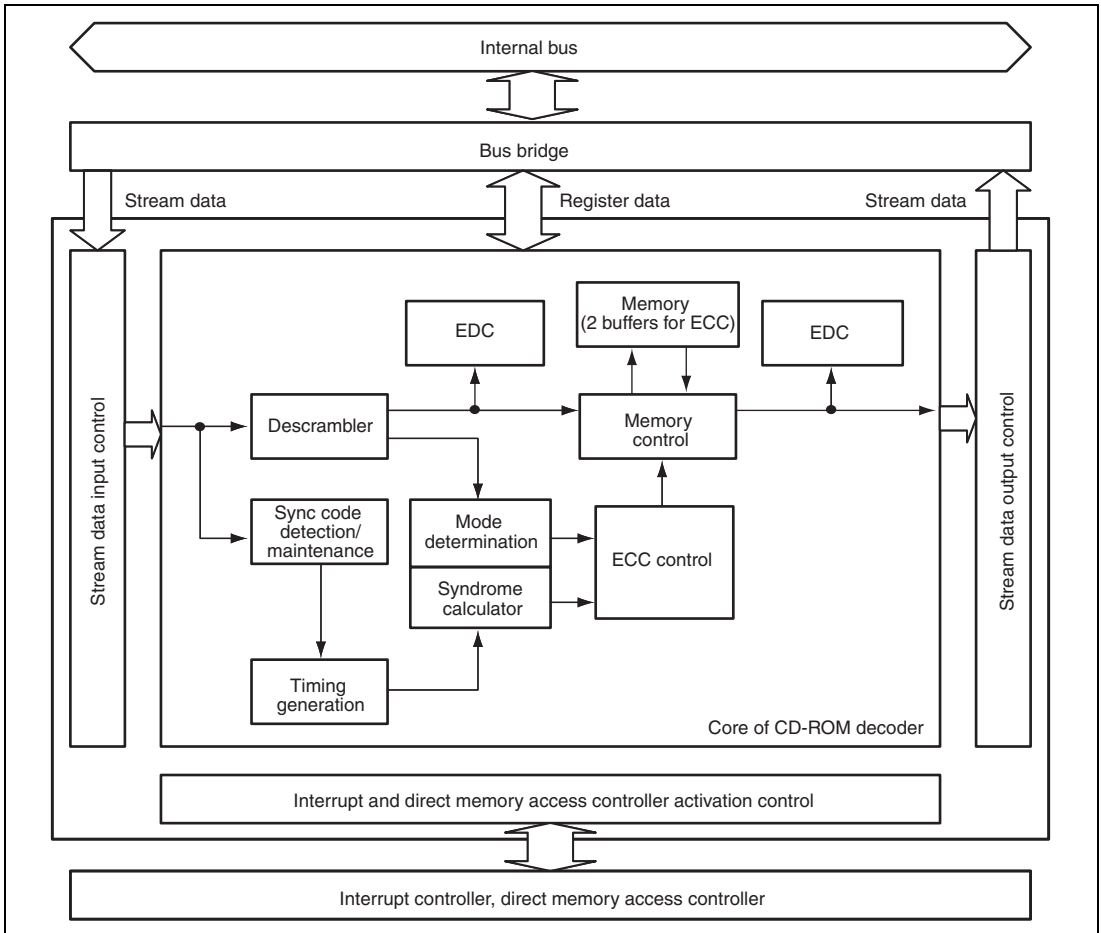 Internal bus
Bus bridge
Stream data
Register data
Stream data
Stream data input control
Memory
(2 buffers for ECC)
EDC
EDC
Descrambler
Memory
control
Sync code
detection/
maintenance
Mode
determination
ECC control
Syndrome
calculator
Timing
generation
Core of CD-ROM decoder
Stream data output control
Interrupt and direct memory access controller activation control
Interrupt controller, direct memory access controller